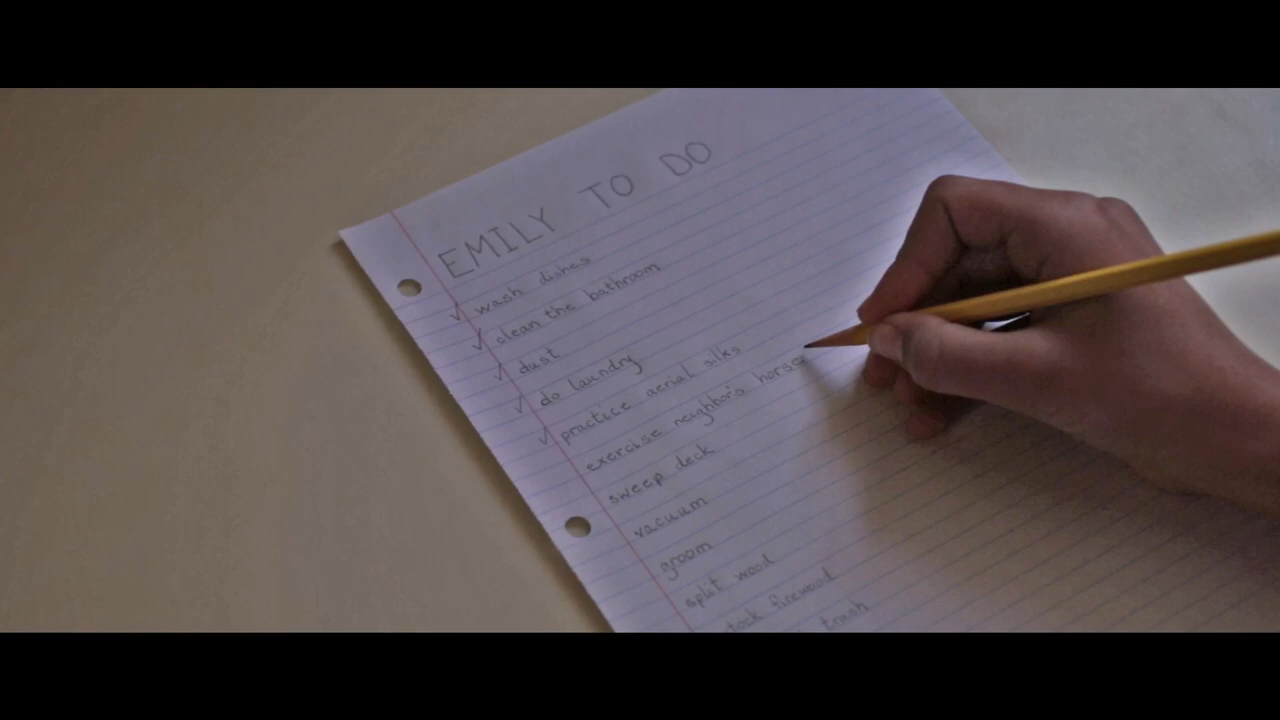 EMILY TO DO
✓ wash dishes
✓ clean the bathroom
✓ dust
✓ do laundry
✓ practice aerial silks
exercise neighbor's horse
sweep deck
vacuum
groom
split wood
firewood
trash